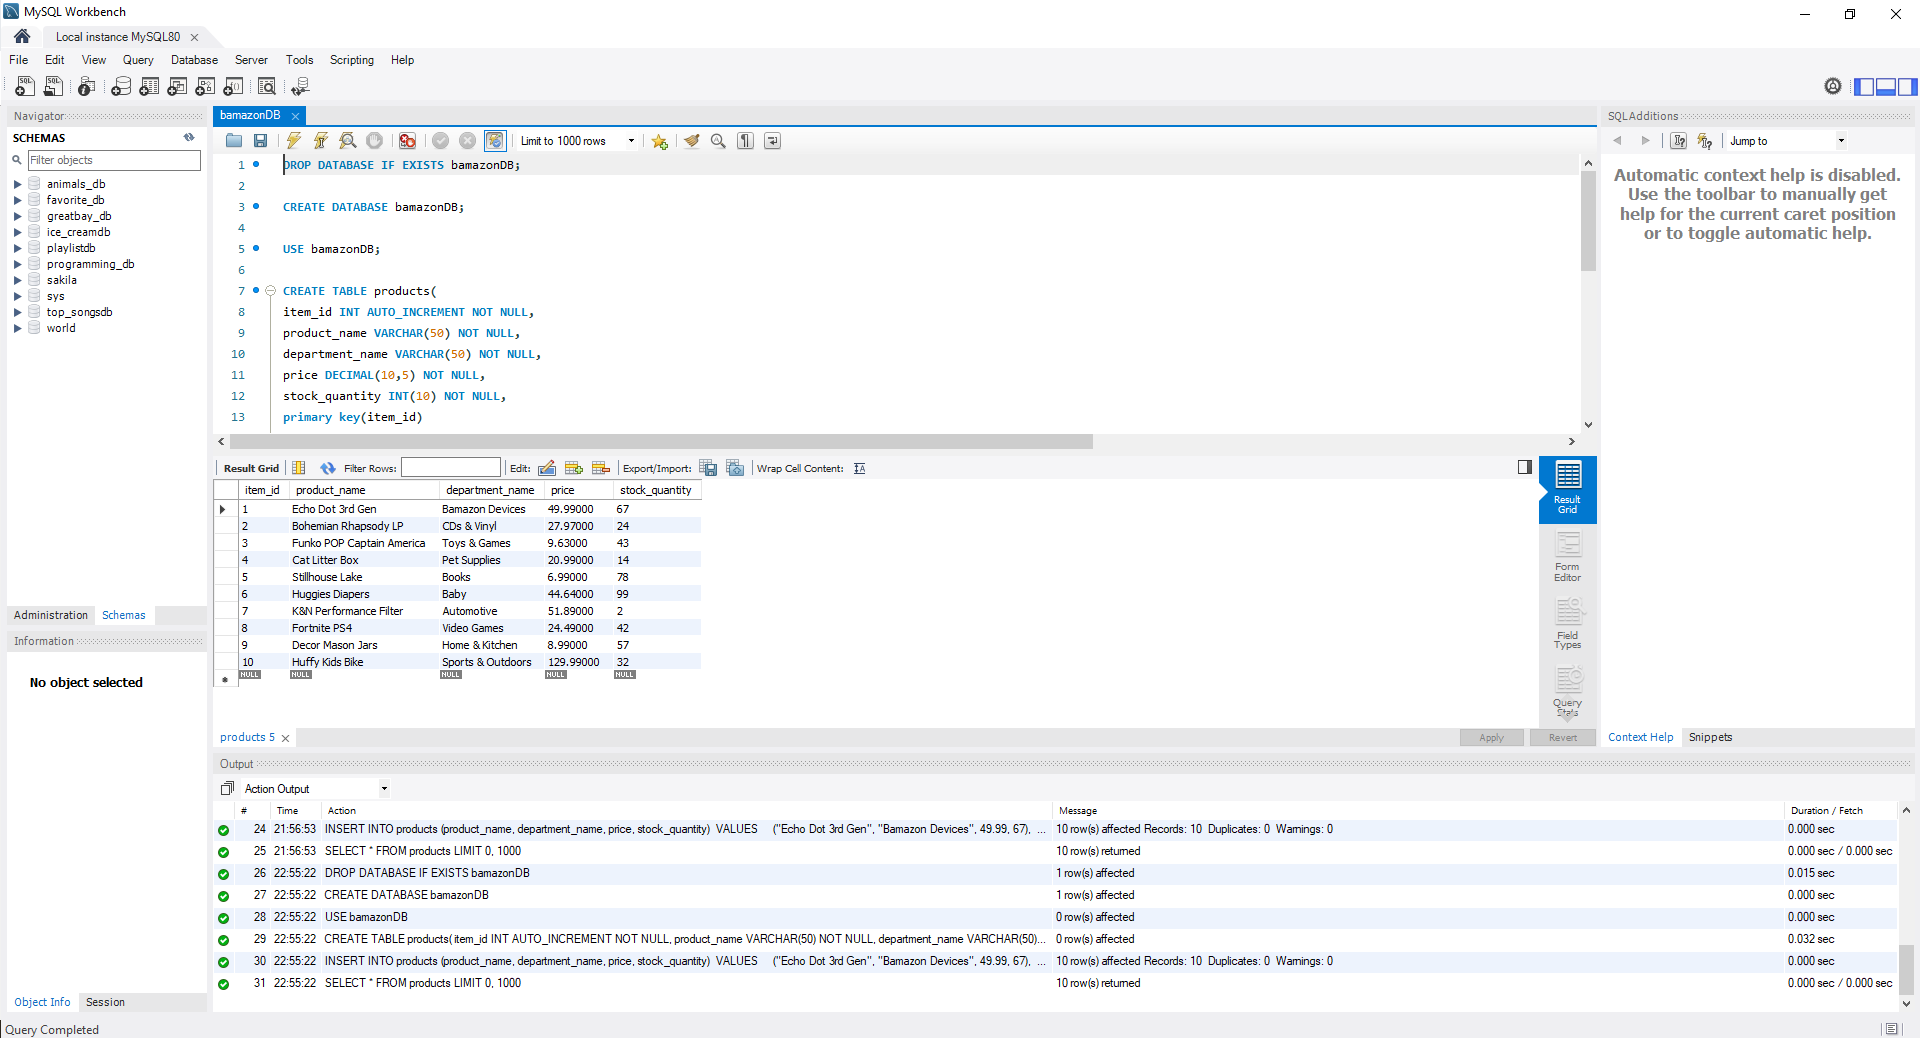 MySQL Workbench
Local instance MySQL80
File Edit View Query Database Server Tools Scripting Help
Navigator
SCHEMAS
Filter objects
animals_db
favorite_db
greatbay_db
ice_creamdb
playlistdb
programming_db
sakila
sys
top_songsdb
world
Administration Schemas
Information
No object selected
Object Info Session
bamazonDB
Limit to 1000 rows
1 DROP DATABASE IF EXISTS bamazonDB;
2
3 CREATE DATABASE bamazonDB;
4
5 USE bamazonDB;
6
7 CREATE TABLE products(
8 item_id INT AUTO_INCREMENT NOT NULL,
9 product_name VARCHAR(50) NOT NULL,
10 department_name VARCHAR(50) NOT NULL,
11 price DECIMAL(10,5) NOT NULL,
12 stock_quantity INT(10) NOT NULL,
13 primary key(item_id)
Result Grid Filter Rows: Edit: Export/Import: Wrap Cell Content:
item_id product_name department_name price stock_quantity
1 Echo Dot 3rd Gen Bamazon Devices 49.99000 67
2 Bohemian Rhapsody LP CDs & Vinyl 27.97000 24
3 Funko POP Captain America Toys & Games 9.63000 43
4 Cat Litter Box Pet Supplies 20.99000 14
5 Stillhouse Lake Books 6.99000 78
6 Huggies Diapers Baby 44.64000 99
7 K&N Performance Filter Automotive 51.89000 2
8 Fortnite PS4 Video Games 24.49000 42
9 Decor Mason Jars Home & Kitchen 8.99000 57
10 Huffy Kids Bike Sports & Outdoors 129.99000 32
NULL NULL NULL NULL NULL
Result
Grid
Form
Editor
Field
Types
Query
Stats
products 5
Apply Revert
SQLAdditions
Jump to
Automatic context help is disabled.
Use the toolbar to manually get
help for the current caret position
or to toggle automatic help.
Context Help Snippets
Output
Action Output
# Time Action Message Duration / Fetch
24 21:56:53 INSERT INTO products (product_name, department_name, price, stock_quantity) VALUES ("Echo Dot 3rd Gen", "Bamazon Devices", 49.99, 67), ... 10 row(s) affected Records: 10 Duplicates: 0 Warnings: 0 0.000 sec
25 21:56:53 SELECT * FROM products LIMIT 0, 1000 10 row(s) returned 0.000 sec / 0.000 sec
26 22:55:22 DROP DATABASE IF EXISTS bamazonDB 1 row(s) affected 0.015 sec
27 22:55:22 CREATE DATABASE bamazonDB 1 row(s) affected 0.000 sec
28 22:55:22 USE bamazonDB 0 row(s) affected 0.000 sec
29 22:55:22 CREATE TABLE products( item_id INT AUTO_INCREMENT NOT NULL, product_name VARCHAR(50) NOT NULL, department_name VARCHAR(50)... 0 row(s) affected 0.032 sec
30 22:55:22 INSERT INTO products (product_name, department_name, price, stock_quantity) VALUES ("Echo Dot 3rd Gen", "Bamazon Devices", 49.99, 67), ... 10 row(s) affected Records: 10 Duplicates: 0 Warnings: 0 0.000 sec
31 22:55:22 SELECT * FROM products LIMIT 0, 1000 10 row(s) returned 0.000 sec / 0.000 sec
Query Completed